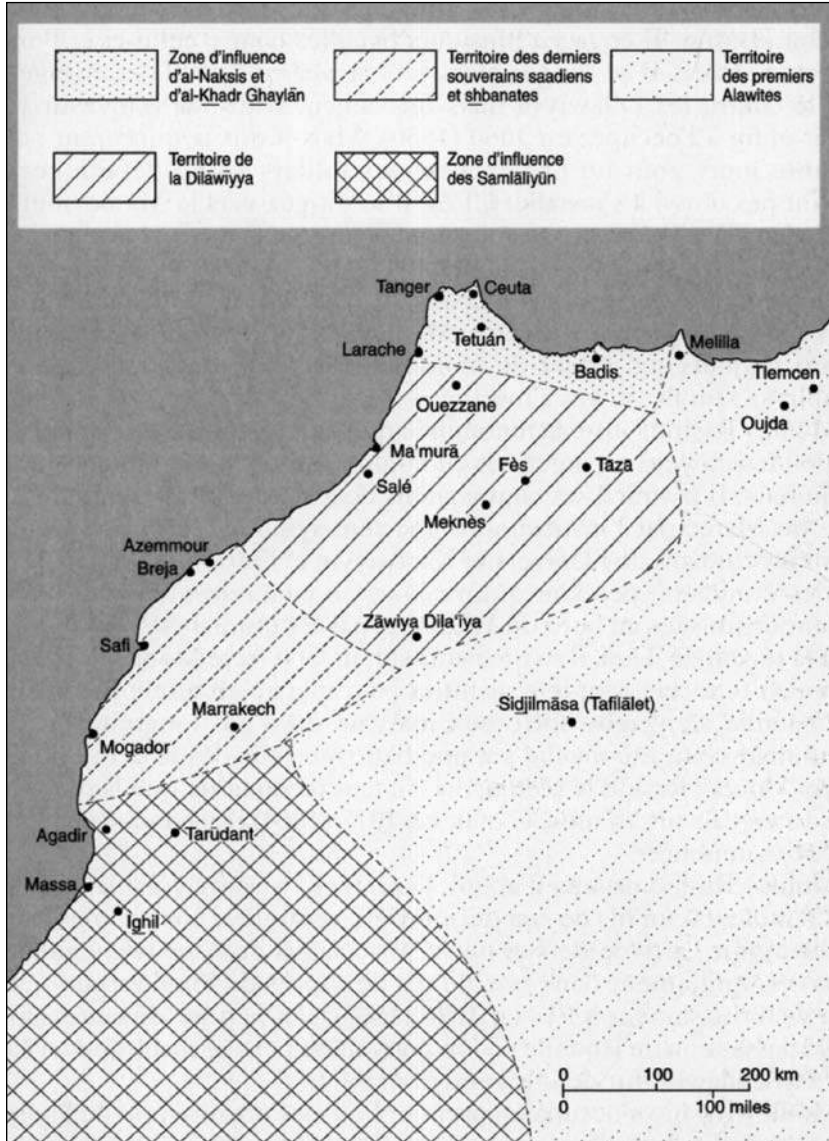 Zone d'influence
d'al-Naksis et
d'al-Khadr Ghaylān
Territoire des derniers
souverains saadiens
et shbanates
Territoire
des premiers
Alawites
Territoire de
la Dilāwiyya
Zone d'influence
des Samlāliyūn
Tanger
Ceuta
Tetuán
Larache
Badis
Melilla
Tlemcen
Oujda
Ouezzane
Ma'murā
Salé
Fès
Tāzā
Meknès
Azemmour
Breja
Zāwiya Dila'iya
Safi
Sidjilmāsa (Tafilālet)
Marrakech
Mogador
Agadir
Tarūdant
Massa
Ighil
0 100 200 km
0 100 miles